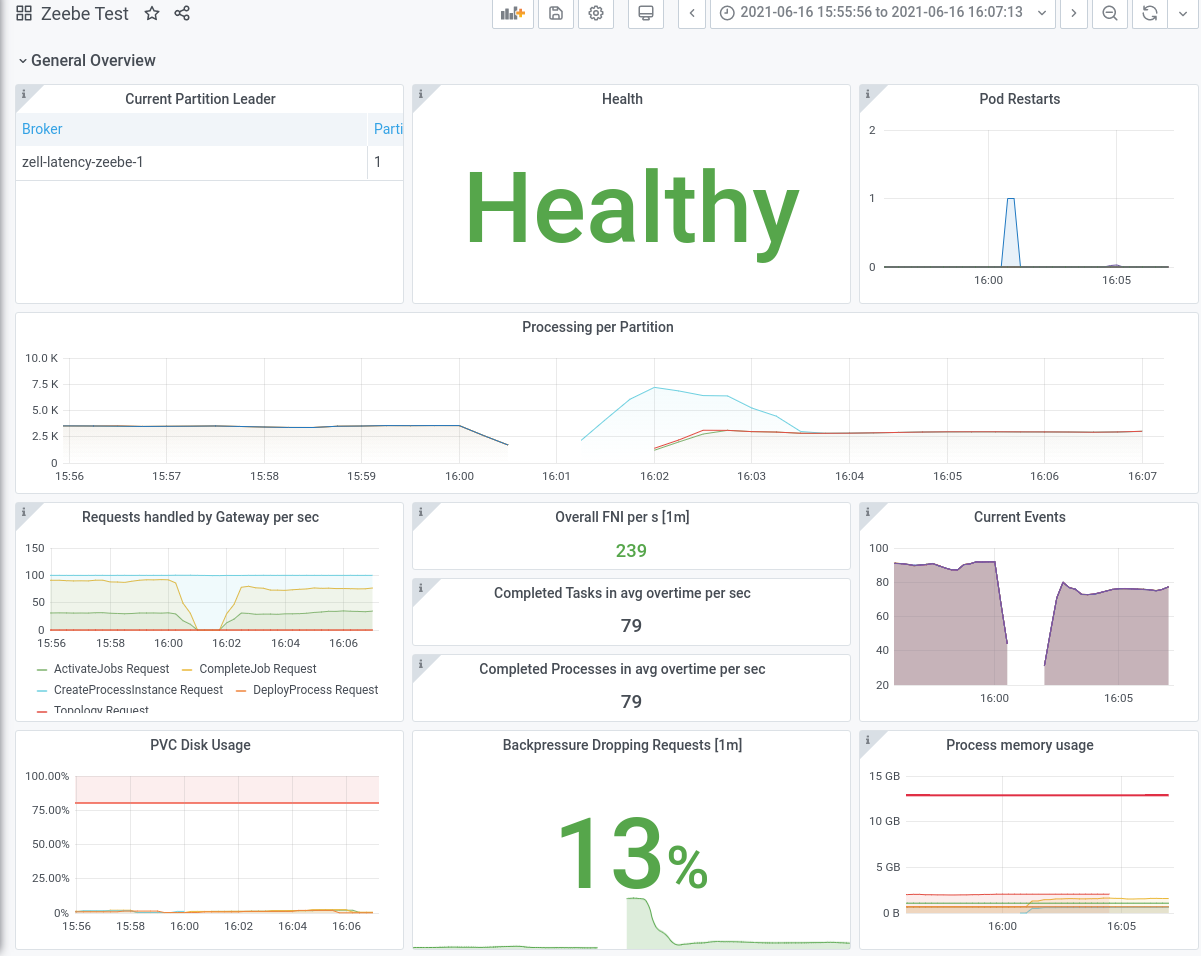 Zeebe Test
2021-06-16 15:55:56 to 2021-06-16 16:07:13
General Overview
Current Partition Leader
Broker Parti
zell-latency-zeebe-1 1
Health
Healthy
Pod Restarts
2
1
0
16:00 16:05
Processing per Partition
10.0 K
7.5 K
5.0 K
2.5 K
0
15:56 15:57 15:58 15:59 16:00 16:01 16:02 16:03 16:04 16:05 16:06 16:07
Requests handled by Gateway per sec
150
100
50
0
15:56 15:58 16:00 16:02 16:04 16:06
ActivateJobs Request CompleteJob Request
CreateProcessInstance Request DeployProcess Request
Topology Request
Overall FNI per s [1m]
239
Completed Tasks in avg overtime per sec
79
Completed Processes in avg overtime per sec
79
Current Events
100
80
60
40
20
16:00 16:05
PVC Disk Usage
100.00%
75.00%
50.00%
25.00%
0%
15:56 15:58 16:00 16:02 16:04 16:06
Backpressure Dropping Requests [1m]
13%
Process memory usage
15 GB
10 GB
5 GB
0 B
16:00 16:05